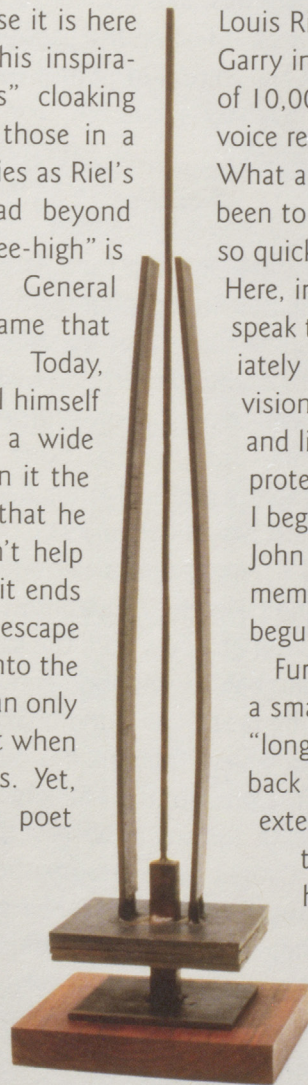 se it is here
his inspira-
s” cloaking
those in a
ies as Riel’s
ad beyond
ee-high” is
General
ame that
Today,
l himself
a wide
n it the
that he
n’t help
it ends
escape
nto the
an only
t when
s. Yet,
poet
Louis R
Garry in
of 10,00
voice re
What a
been to
so quick
Here, in
speak t
iately
vision
and li
prote
I beg
John
mem
begu
Fur
a sma
“long
back
exte
t
h